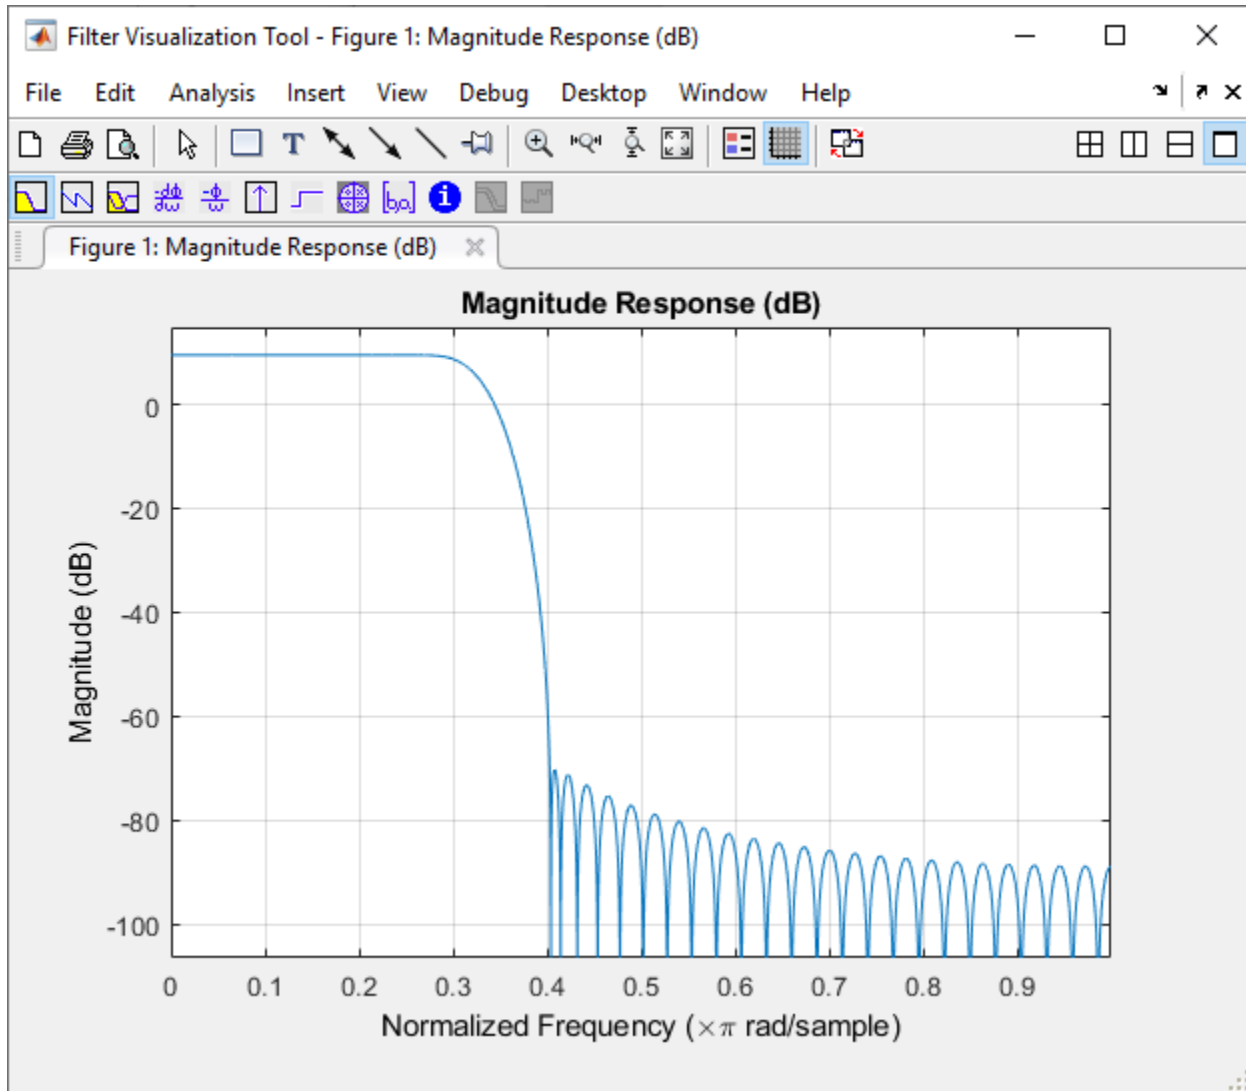 Filter Visualization Tool - Figure 1: Magnitude Response (dB)
File Edit Analysis Insert View Debug Desktop Window Help
T
[b,a] i
Figure 1: Magnitude Response (dB)
Magnitude Response (dB)
Magnitude (dB)
0
-20
-40
-60
-80
-100
0 0.1 0.2 0.3 0.4 0.5 0.6 0.7 0.8 0.9
Normalized Frequency (×π rad/sample)